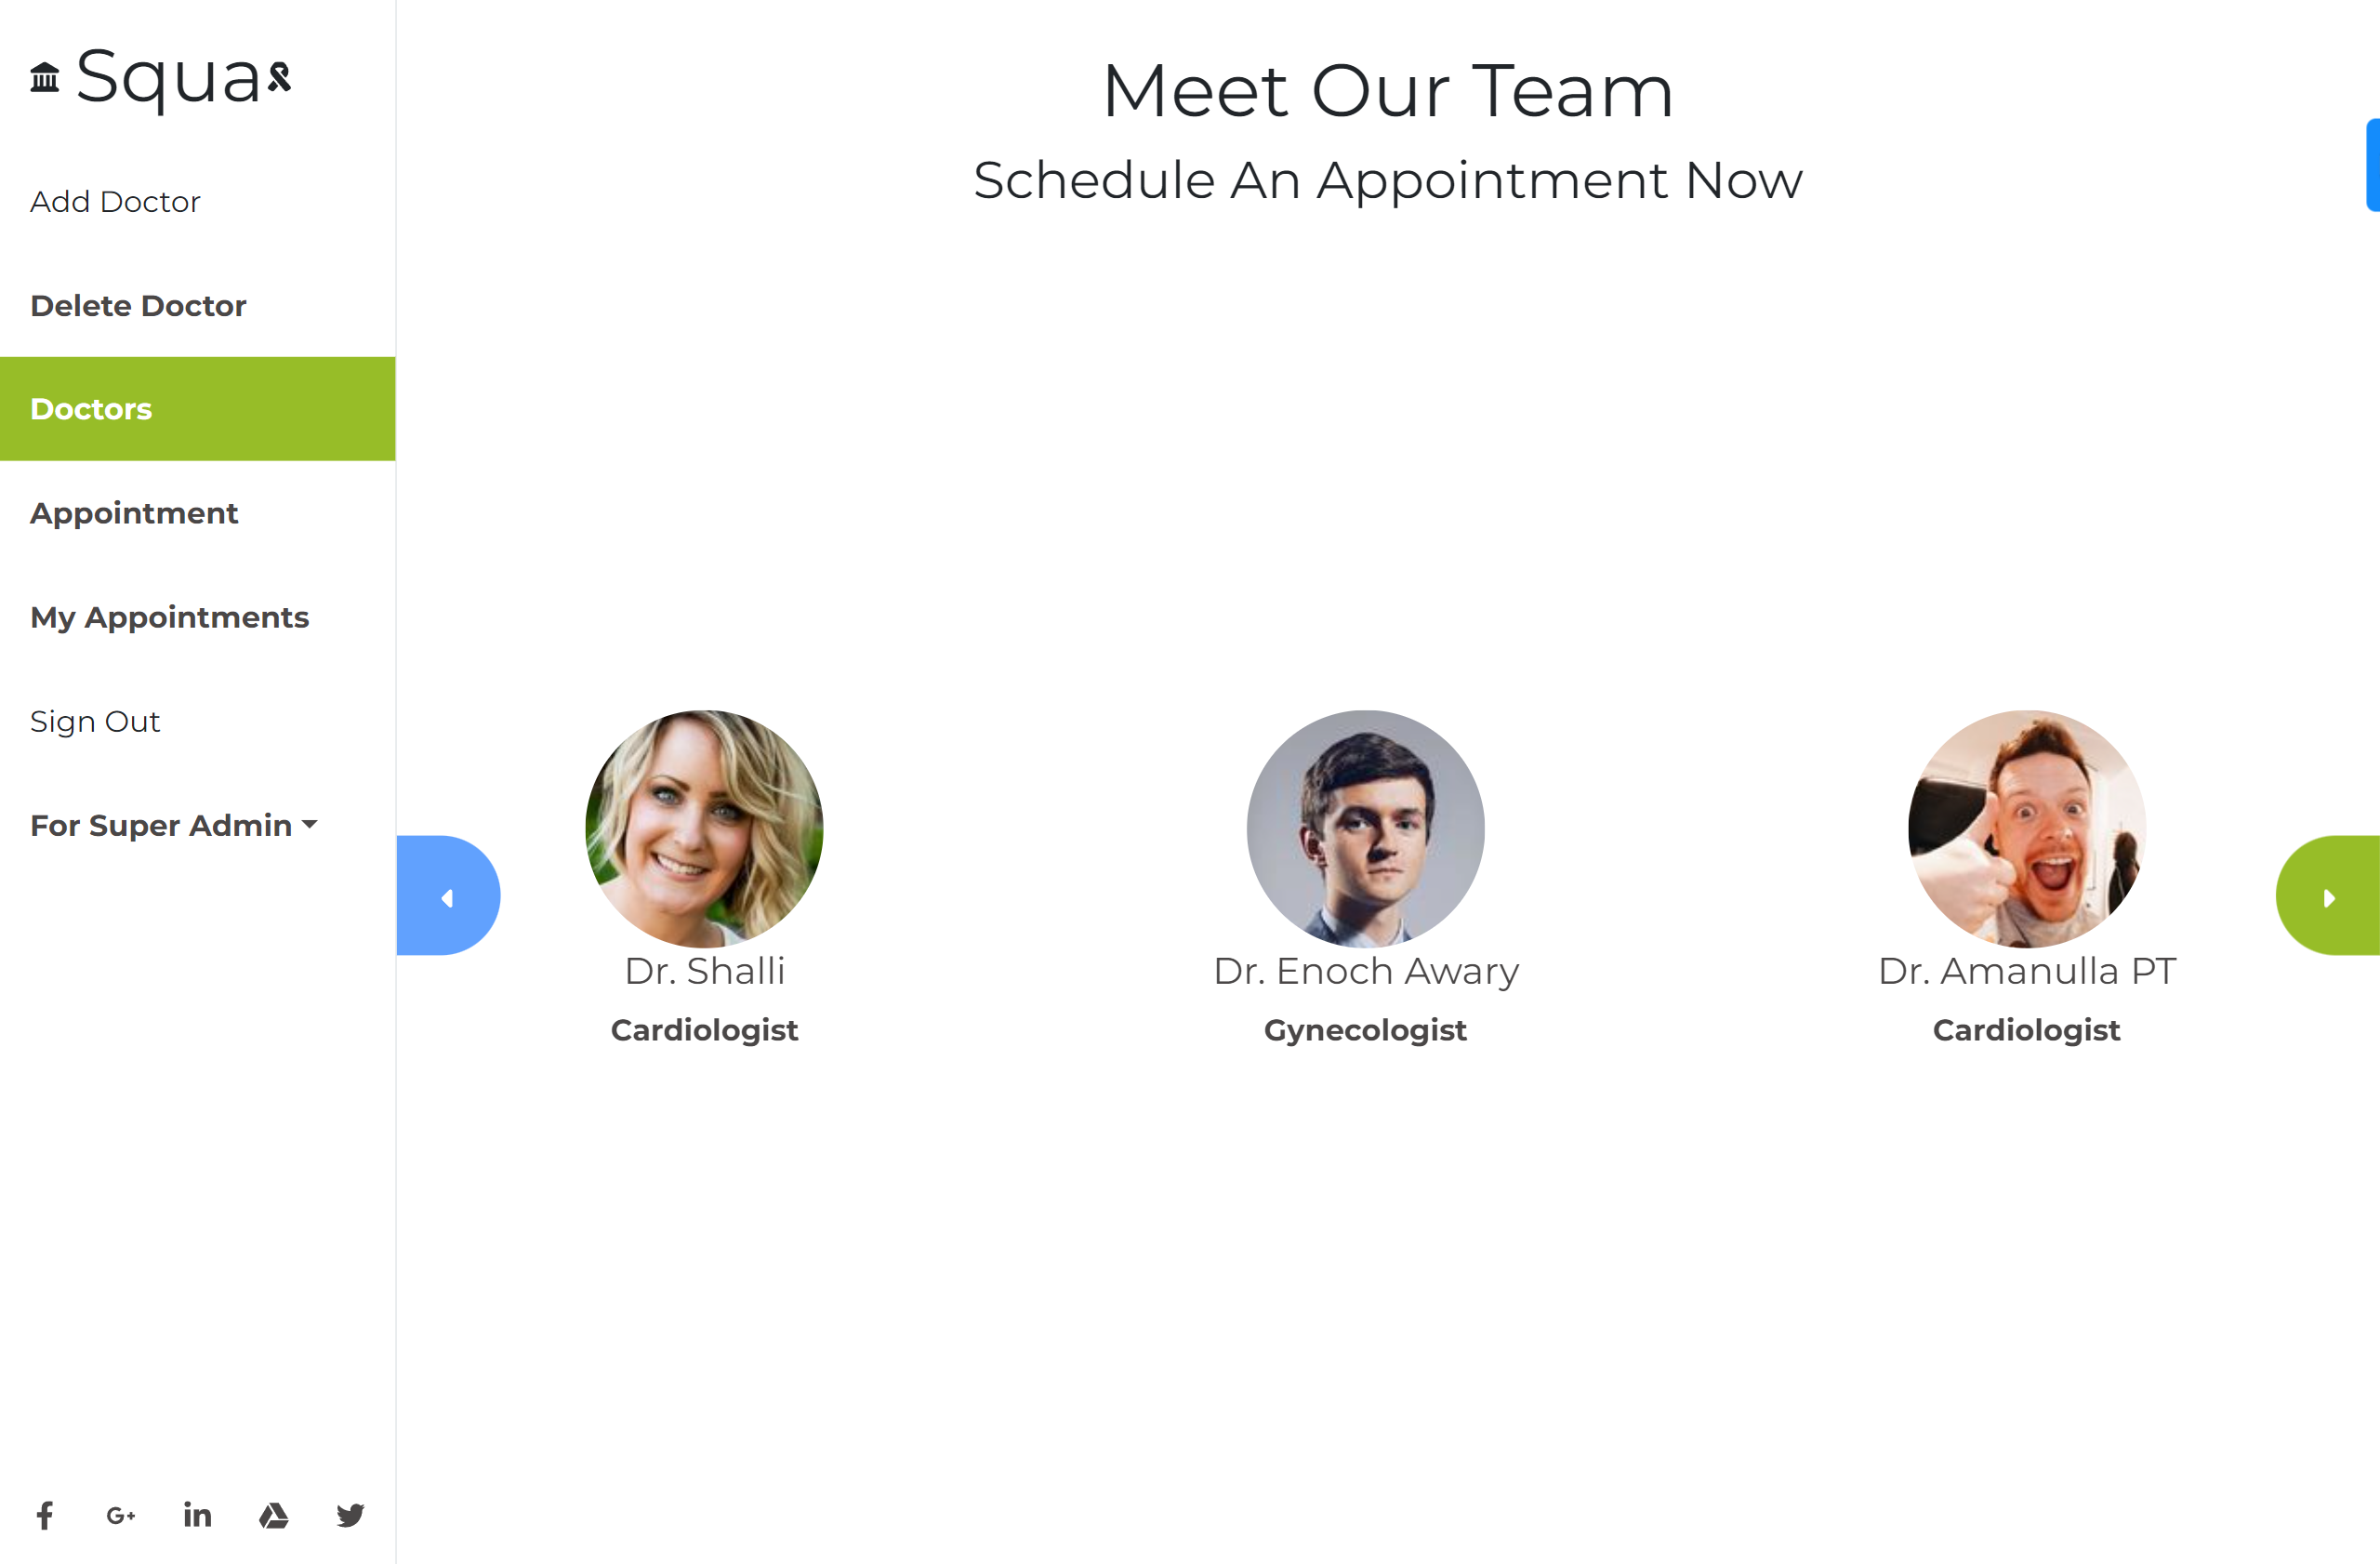 Squa
Add Doctor
Delete Doctor
Doctors
Appointment
My Appointments
Sign Out
For Super Admin
Meet Our Team
Schedule An Appointment Now
Dr. Shalli
Cardiologist
Dr. Enoch Awary
Gynecologist
Dr. Amanulla PT
Cardiologist